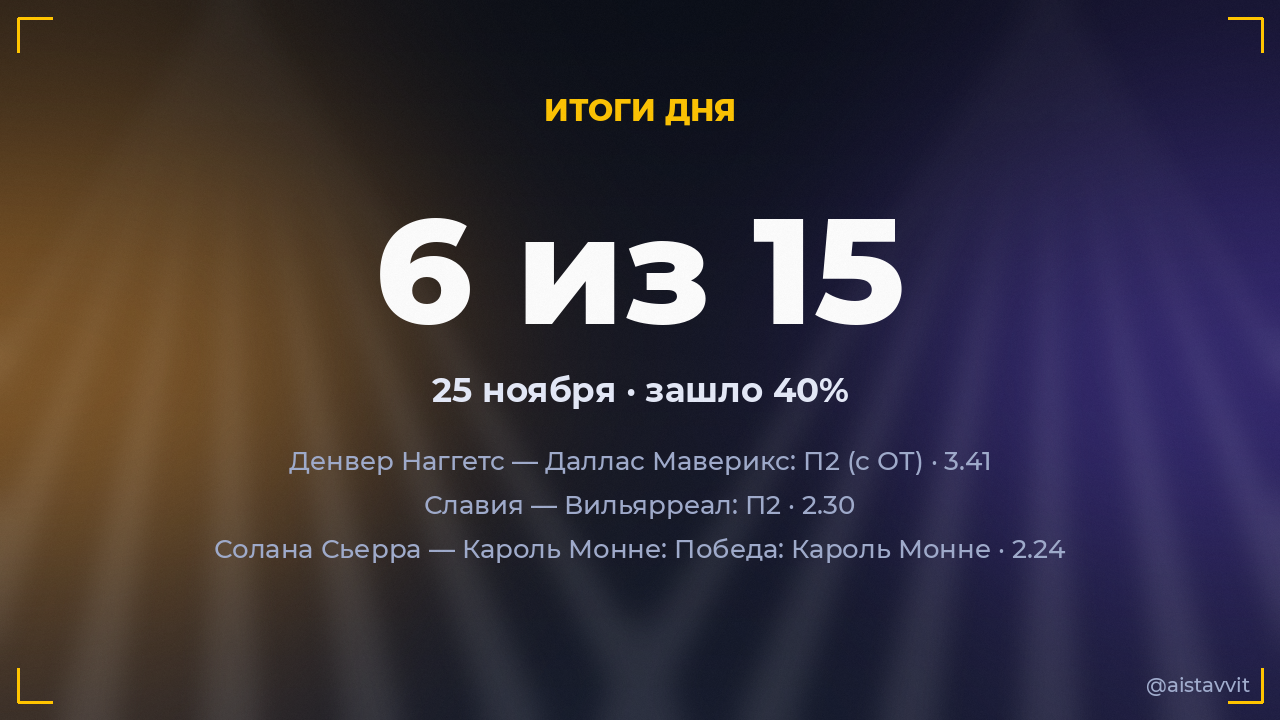 ИТОГИ ДНЯ
6 из 15
25 ноября · зашло 40%
Денвер Наггетс — Даллас Маверикс: П2 (с ОТ) · 3.41
Славия — Вильярреал: П2 · 2.30
Солана Сьерра — Кароль Монне: Победа: Кароль Монне · 2.24
@aistavvit